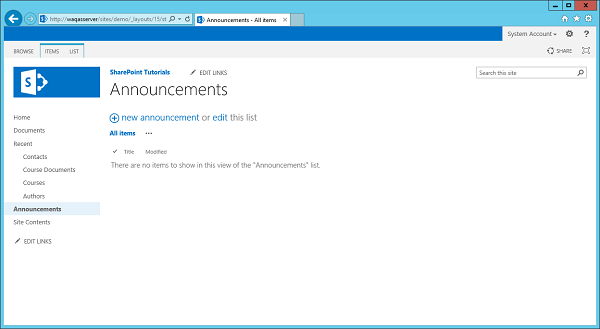 http://waqasserver/sites/demo/_layouts/15/st
Announcements - All items
System Account
?
BROWSE ITEMS LIST
SHARE
S
SharePoint Tutorials EDIT LINKS
Search this site
Announcements
new announcement or edit this list
All items ...
Title Modified
There are no items to show in this view of the "Announcements" list.
Home
Documents
Recent
Contacts
Course Documents
Courses
Authors
Announcements
Site Contents
EDIT LINKS